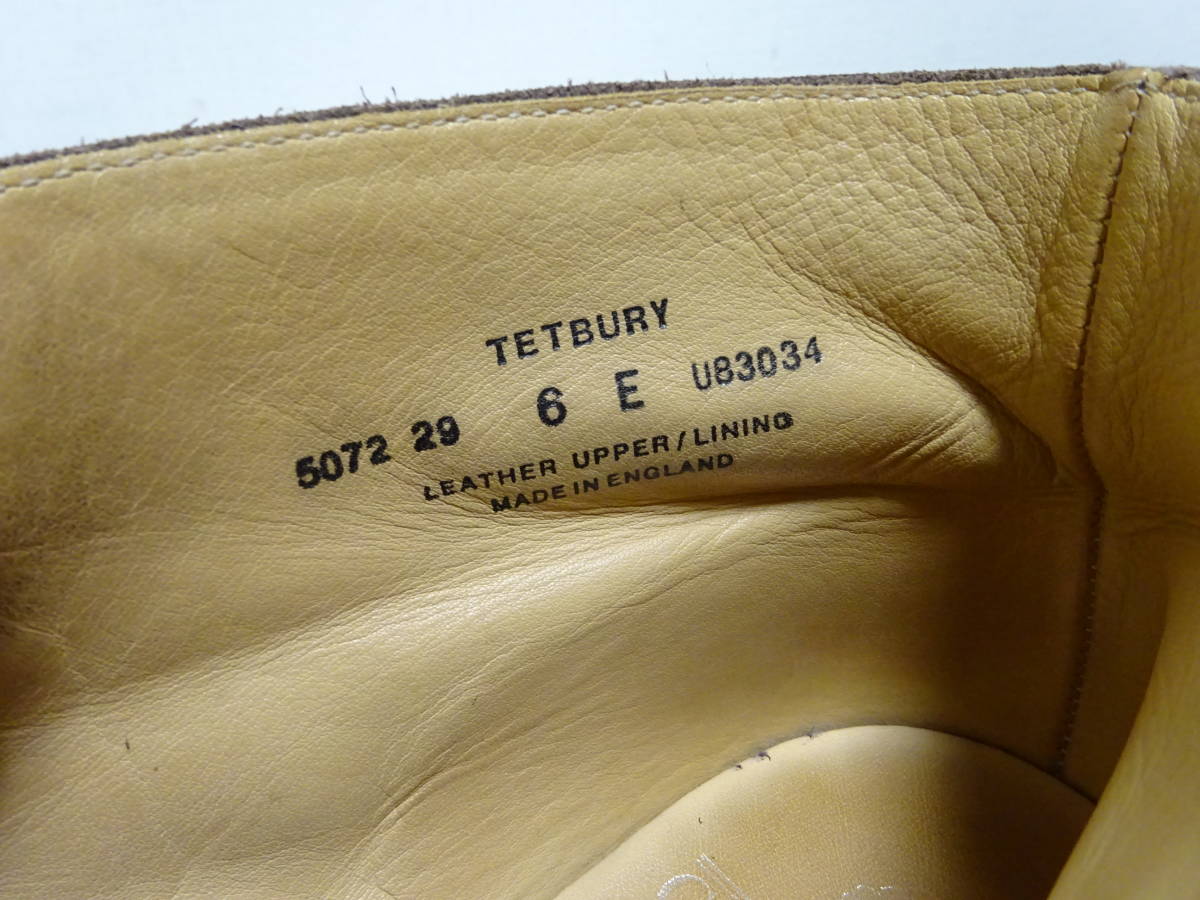 TETBURY
5072 29 6 E U83034
LEATHER UPPER/LINING
MADE IN ENGLAND